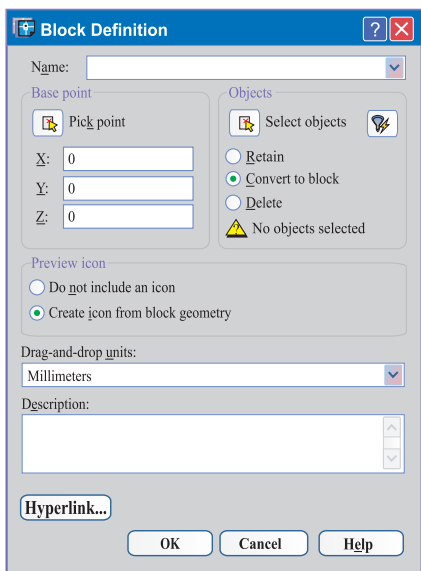 Block Definition ?
Name:
Base point
Pick point
X: 0
Y: 0
Z: 0
Objects
Select objects
Retain
Convert to block
Delete
No objects selected
Preview icon
Do not include an icon
Create icon from block geometry
Drag-and-drop units:
Millimeters
Description:
Hyperlink...
OK Cancel Help